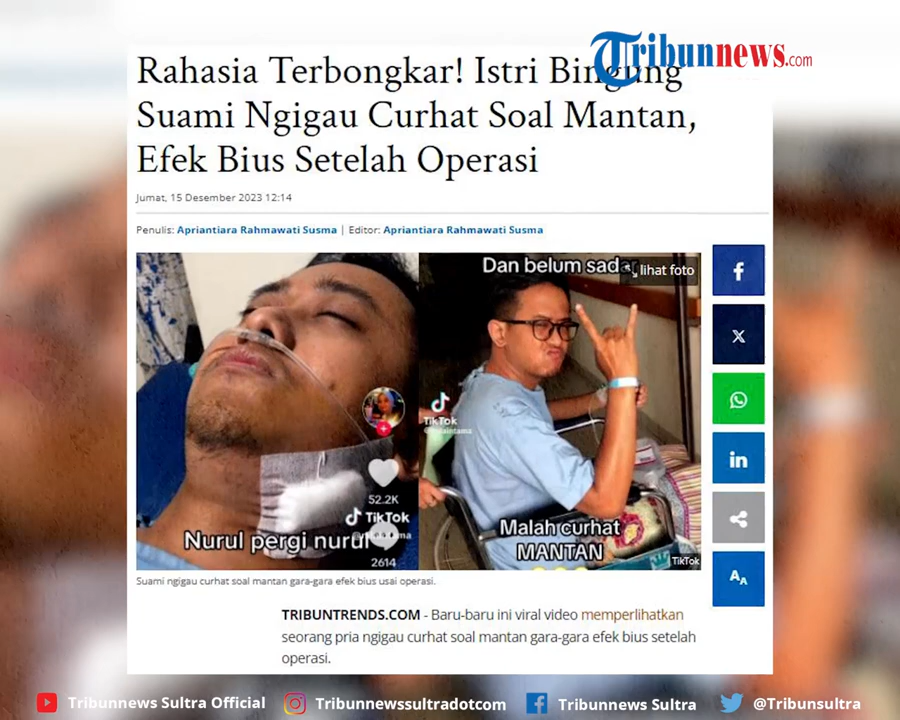 Tribunnews.com
Rahasia Terbongkar! Istri Bingung
Suami Ngigau Curhat Soal Mantan,
Efek Bius Setelah Operasi
Jumat, 15 Desember 2023 12:14
Penulis: Apriantiara Rahmawati Susma | Editor: Apriantiara Rahmawati Susma
Dan belum sadar
lihat foto
TikTok
52.2K
TikTok
Nurul pergi nurul
2614
Malah curhat
MANTAN
TikTok
Suami ngigau curhat soal mantan gara-gara efek bius usai operasi.
TRIBUNTRENDS.COM - Baru-baru ini viral video memperlihatkan
seorang pria ngigau curhat soal mantan gara-gara efek bius setelah
operasi.
f
X
in
AA
Tribunnews Sultra Official
Tribunnewssultradotcom
Tribunnews Sultra
@Tribunsultra